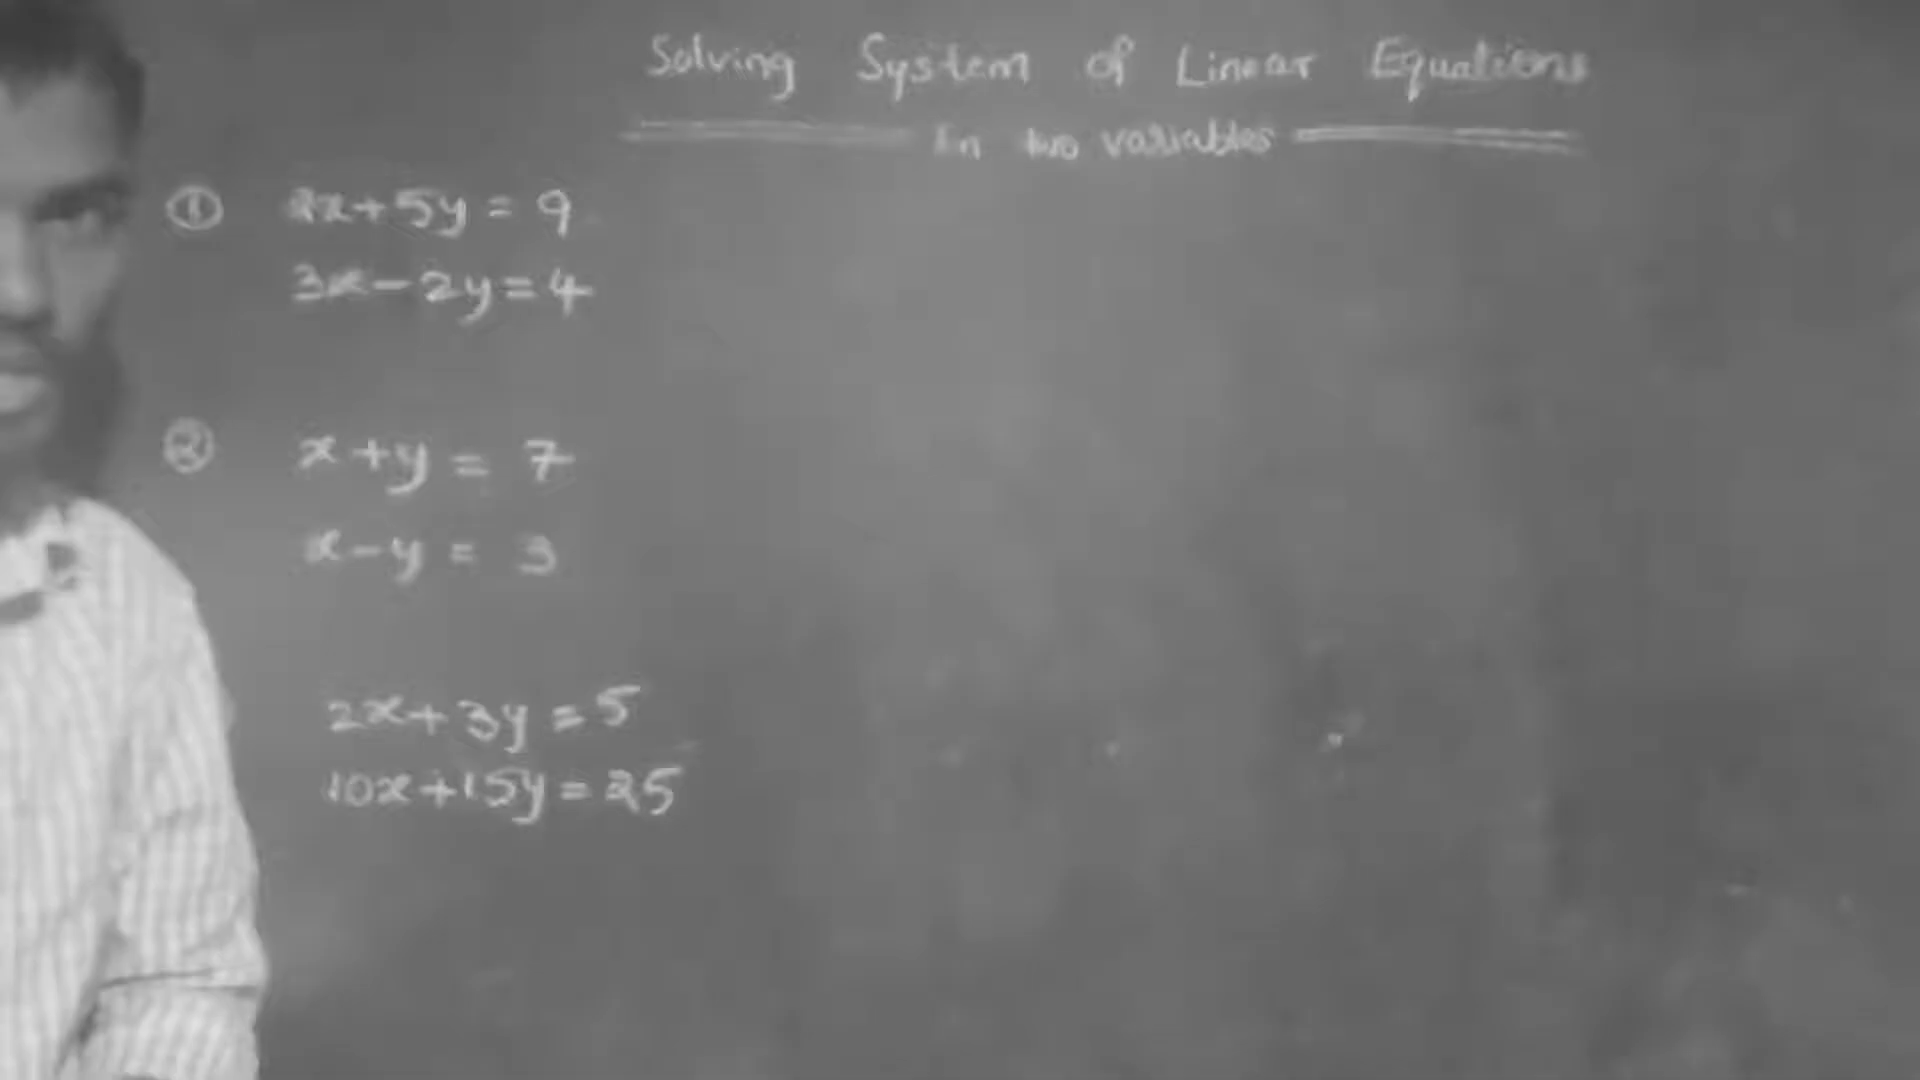 Solving System of Linear Equations
In two variables
① 2x+5y = 9
3x-2y=4
② x+y = 7
x-y = 3
2x+3y=5
10x+15y=25